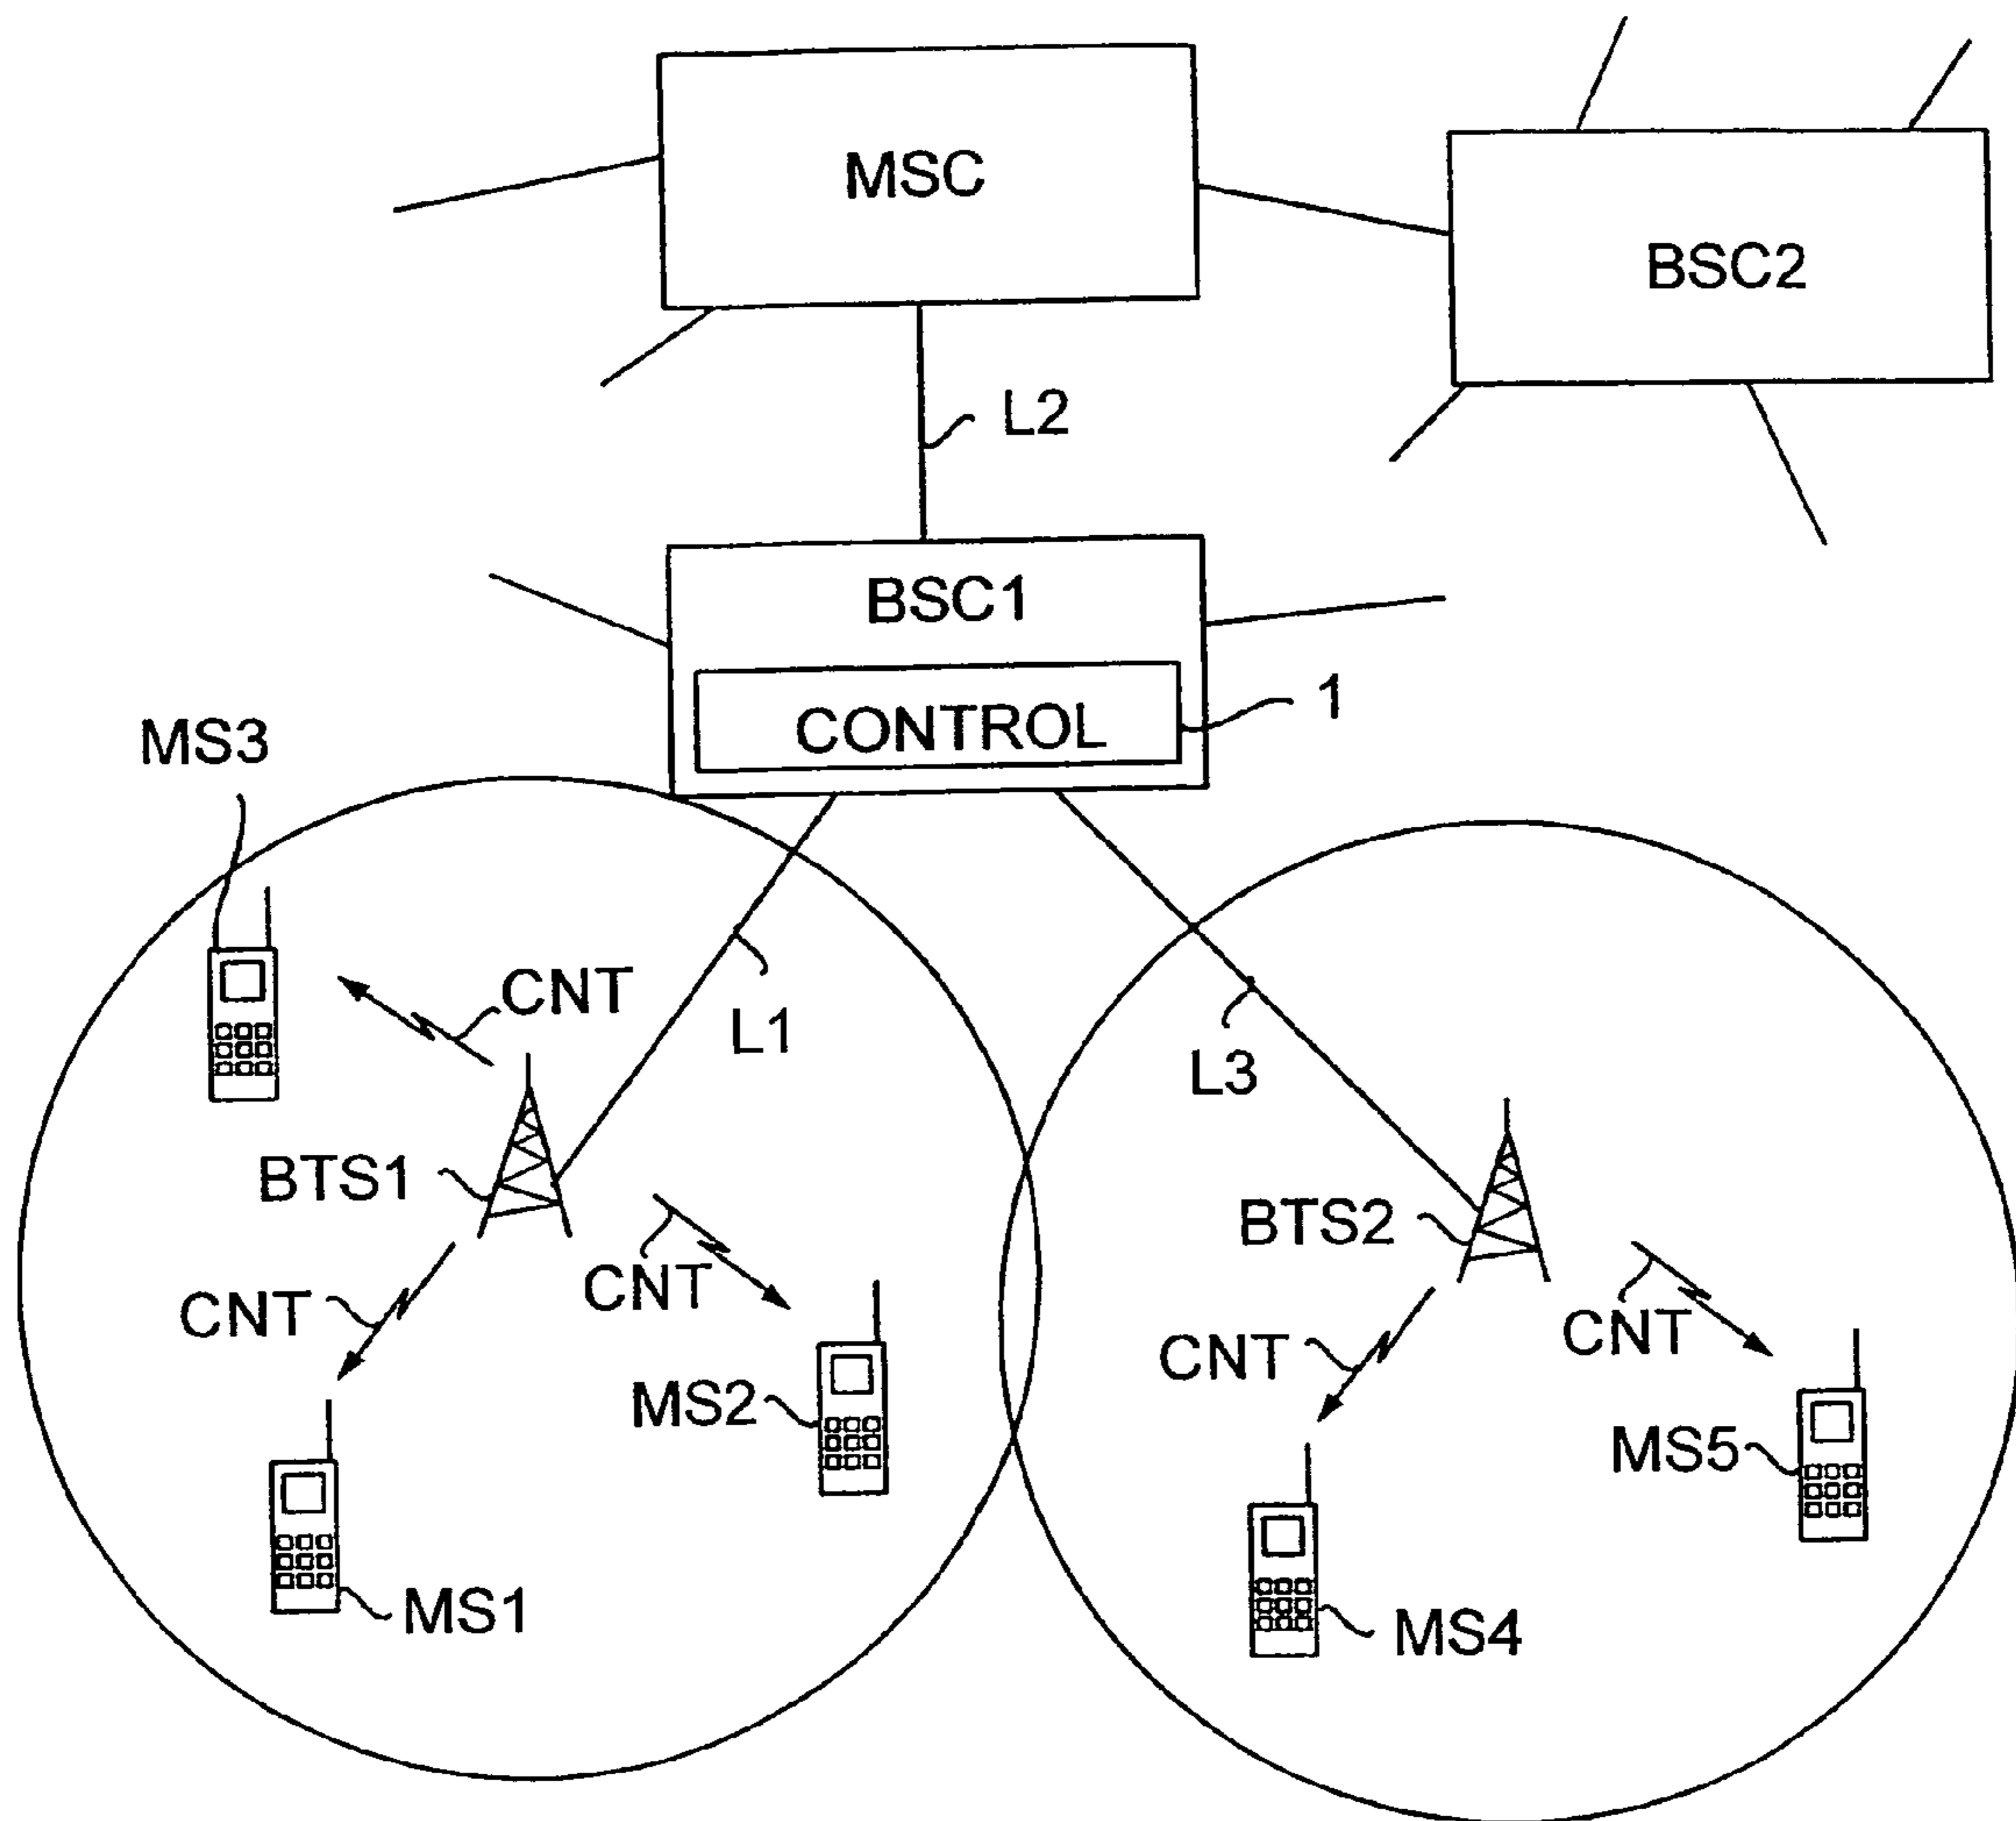 MSC
BSC2
L2
BSC1
CONTROL
1
MS3
CNT
L1
L3
BTS1
BTS2
CNT
CNT
CNT
CNT
MS2
MS5
MS1
MS4